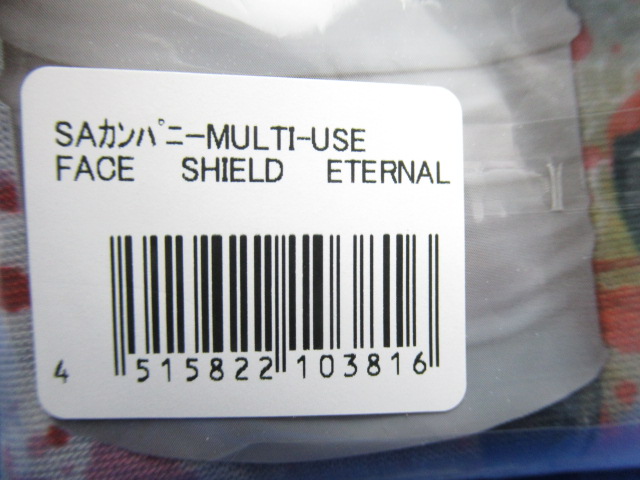 SAｶﾝﾊﾟﾆｰMULTI-USE
FACE SHIELD ETERNAL
4 515822 103816